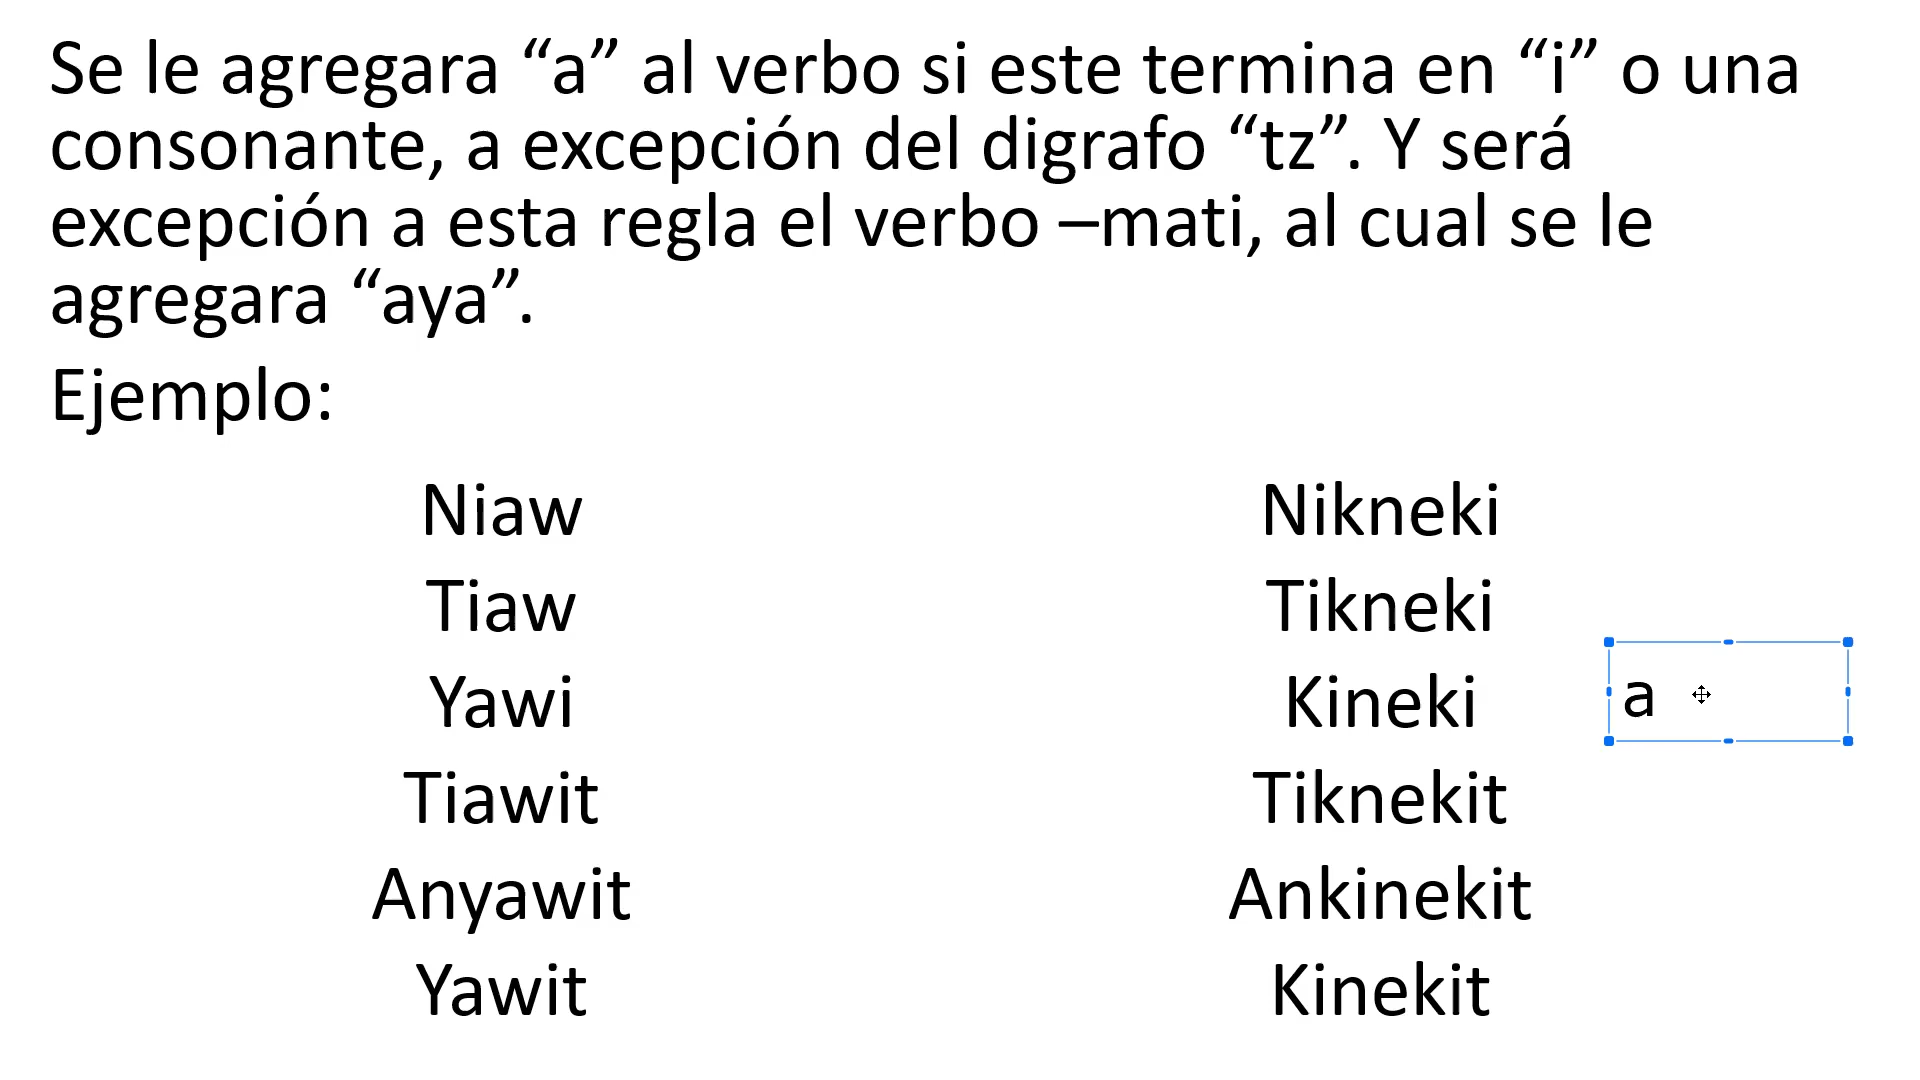 Se le agregara “a” al verbo si este termina en “i” o una
consonante, a excepción del digrafo “tz”. Y será
excepción a esta regla el verbo –mati, al cual se le
agregara “aya”.
Ejemplo:
Niaw
Tiaw
Yawi
Tiawit
Anyawit
Yawit
Nikneki
Tikneki
Kineki
Tiknekit
Ankinekit
Kinekit
a